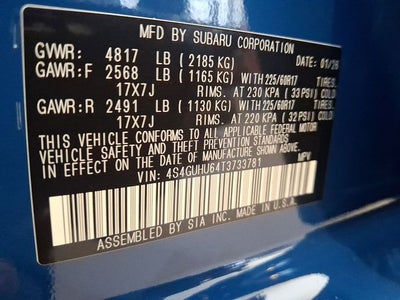 MFD BY SUBARU CORPORATION DATE: 01/26
GVWR: 4817 LB (2185 KG)
GAWR:F 2568 LB (1165 KG) WITH 225/60R17 TIRES,
17X7J RIMS, AT 230 KPA (33 PSI) COLD
GAWR:R 2491 LB (1130 KG) WITH 225/60R17 TIRES,
17X7J RIMS, AT 220 KPA (32 PSI) COLD
THIS VEHICLE CONFORMS TO ALL APPLICABLE FEDERAL MOTOR
VEHICLE SAFETY AND THEFT PREVENTION STANDARDS
IN EFFECT ON THE DATE OF MANUFACTURE SHOWN ABOVE.
VIN: 4S4GUHU64T3733781 MPV
ASSEMBLED BY SIA INC. IN U.S.A.